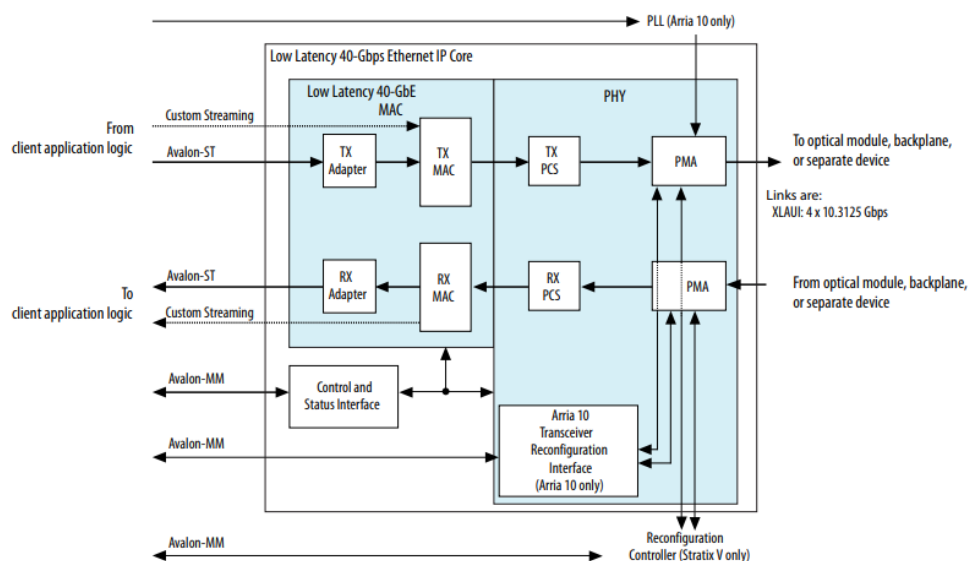 PLL (Arria 10 only)
Low Latency 40-Gbps Ethernet IP Core
Low Latency 40-GbE
MAC
PHY
Custom Streaming
From
client application logic
Avalon-ST
TX
Adapter
TX
MAC
TX
PCS
PMA
To optical module, backplane,
or separate device
Links are:
XLAUI: 4 x 10.3125 Gbps
Avalon-ST
To
client application logic
Custom Streaming
RX
Adapter
RX
MAC
RX
PCS
PMA
From optical module, backplane,
or separate device
Avalon-MM
Control and
Status Interface
Avalon-MM
Arria 10
Transceiver
Reconfiguration
Interface
(Arria 10 only)
Avalon-MM
Reconfiguration
Controller (Stratix V only)